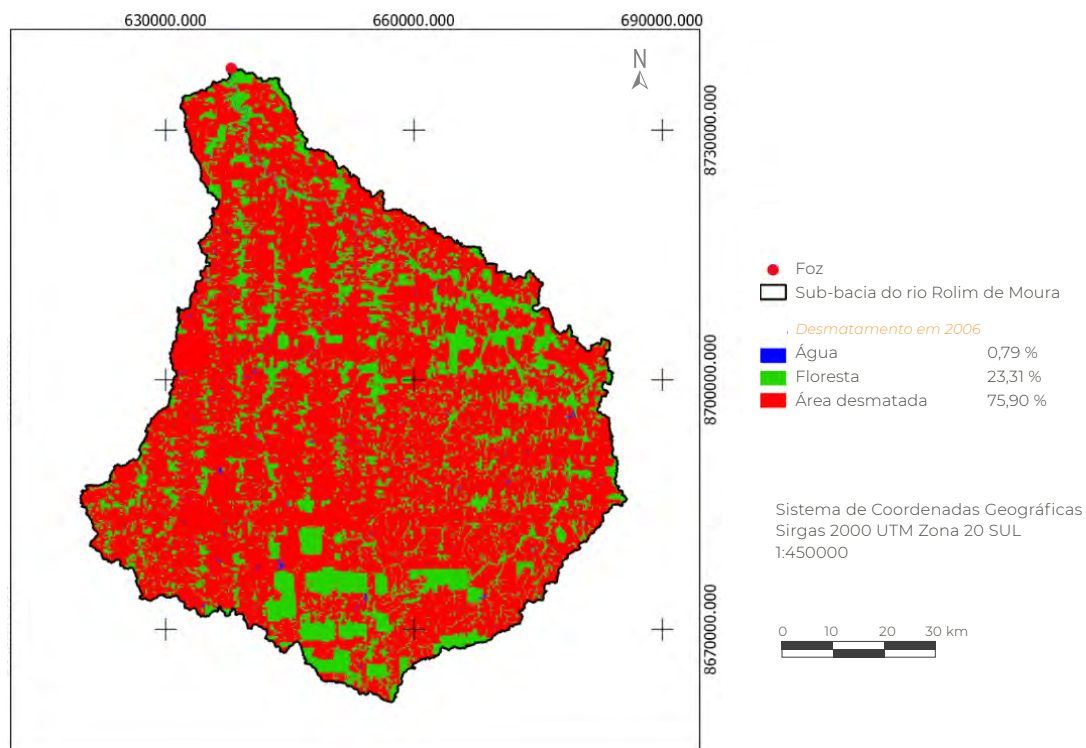 630000.000 660000.000 690000.000
N
8730000.000
8700000.000
8670000.000
Foz
Sub-bacia do rio Rolim de Moura
Desmatamento em 2006
Água 0,79 %
Floresta 23,31 %
Área desmatada 75,90 %
Sistema de Coordenadas Geográficas
Sirgas 2000 UTM Zona 20 SUL
1:450000
0 10 20 30 km